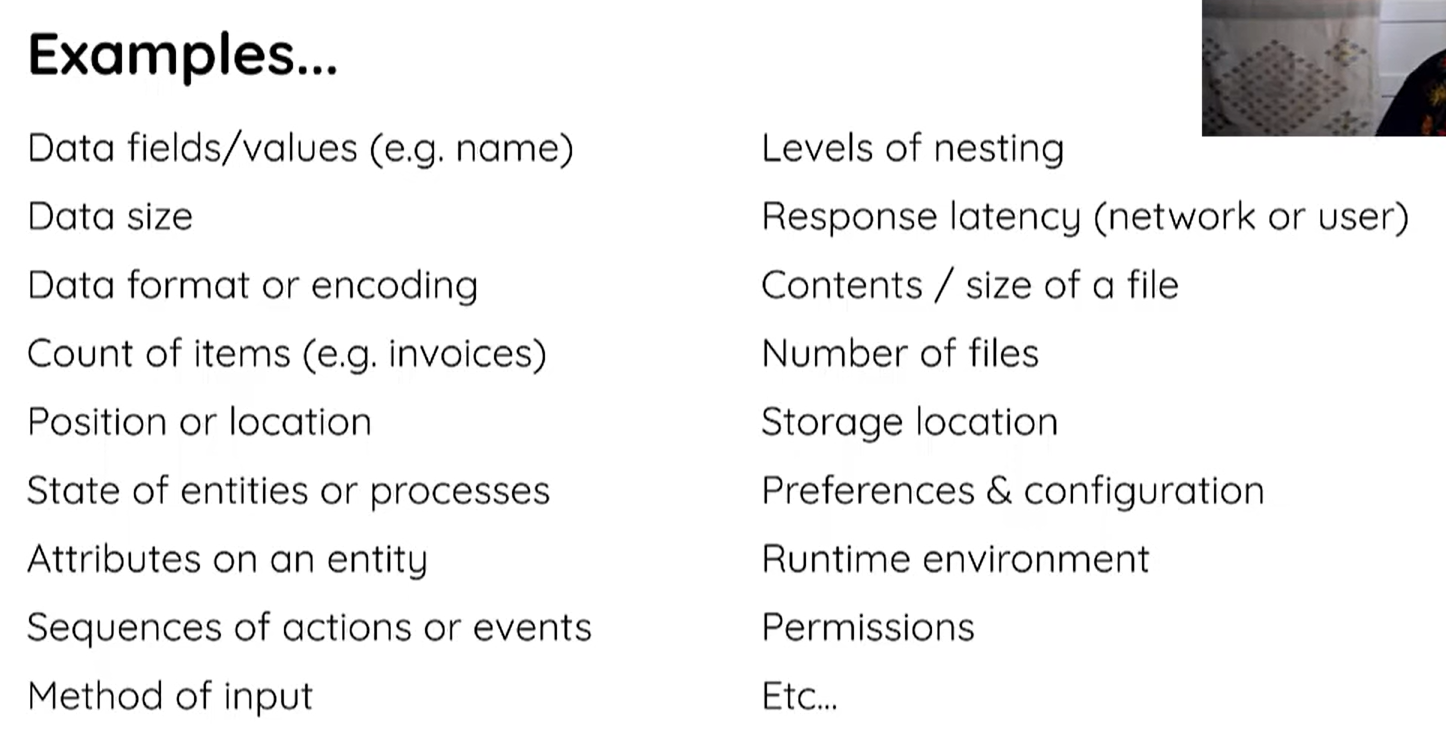 Examples...
Data fields/values (e.g. name)
Data size
Data format or encoding
Count of items (e.g. invoices)
Position or location
State of entities or processes
Attributes on an entity
Sequences of actions or events
Method of input
Levels of nesting
Response latency (network or user)
Contents / size of a file
Number of files
Storage location
Preferences & configuration
Runtime environment
Permissions
Etc...